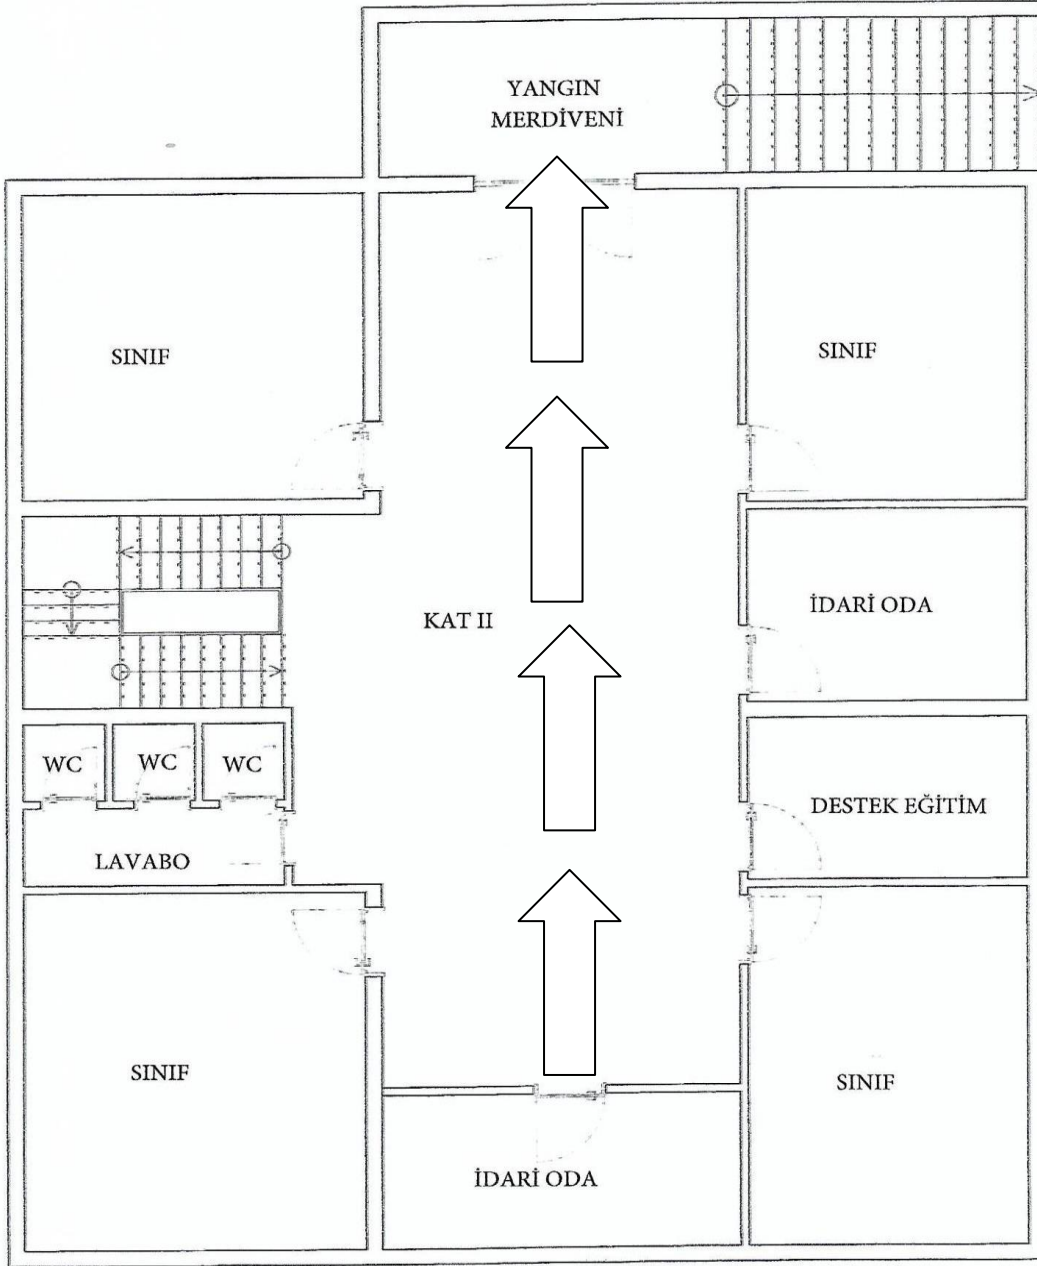 YANGIN
MERDİVENİ
SINIF
SINIF
İDARİ ODA
KAT II
WC
WC
WC
DESTEK EĞİTİM
LAVABO
SINIF
SINIF
İDARİ ODA